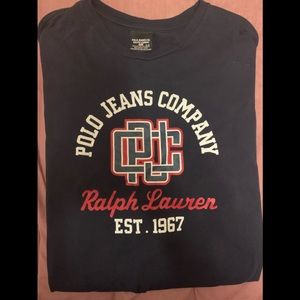 POLO JEANS COMPANY
PJC
Ralph Lauren
EST. 1967